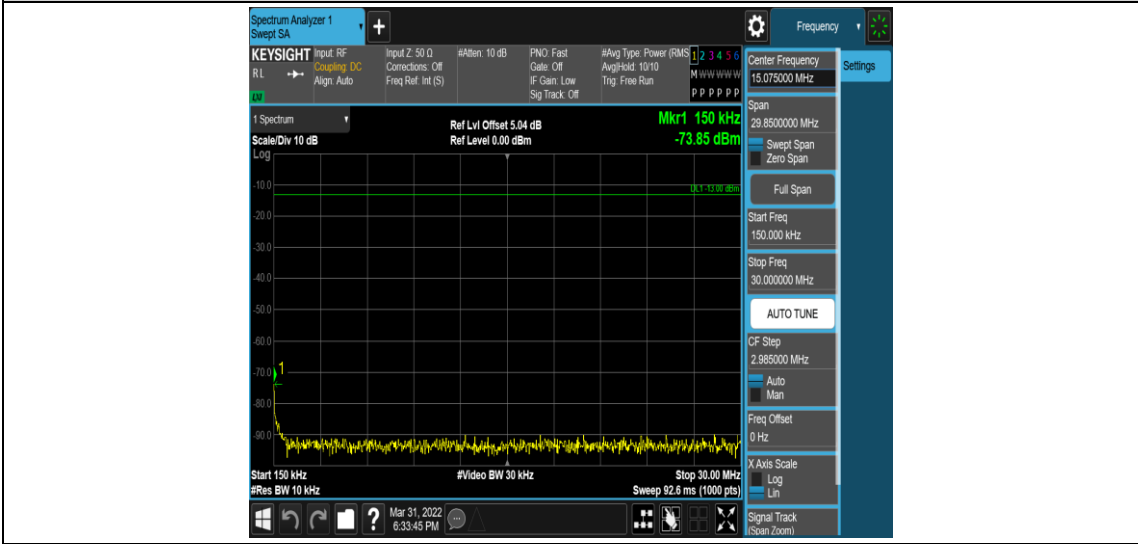 Spectrum Analyzer 1
Swept SA
+
Frequency
KEYSIGHT
RL
Input: RF
Coupling: DC
Align: Auto
Input Z: 50 Ω
Corrections: Off
Freq Ref: Int (S)
#Atten: 10 dB
PNO: Fast
Gate: Off
IF Gain: Low
Sig Track: Off
#Avg Type: Power (RMS
Avg|Hold: 10/10
Trig: Free Run
1 2 3 4 5 6
M W W W W W
P P P P P P
1 Spectrum
Scale/Div 10 dB
Ref Lvl Offset 5.04 dB
Ref Level 0.00 dBm
Mkr1 150 kHz
-73.85 dBm
Log
DL1 -13.00 dBm
-10.0
-20.0
-30.0
-40.0
-50.0
-60.0
-70.0
1
-80.0
-90.0
Start 150 kHz
#Video BW 30 kHz
Stop 30.00 MHz
#Res BW 10 kHz
Sweep 92.6 ms (1000 pts)
?
Mar 31, 2022
6:33:45 PM
Center Frequency
15.075000 MHz
Settings
Span
29.8500000 MHz
Swept Span
Zero Span
Full Span
Start Freq
150.000 kHz
Stop Freq
30.000000 MHz
AUTO TUNE
CF Step
2.985000 MHz
Auto
Man
Freq Offset
0 Hz
X Axis Scale
Log
Lin
Signal Track
(Span Zoom)